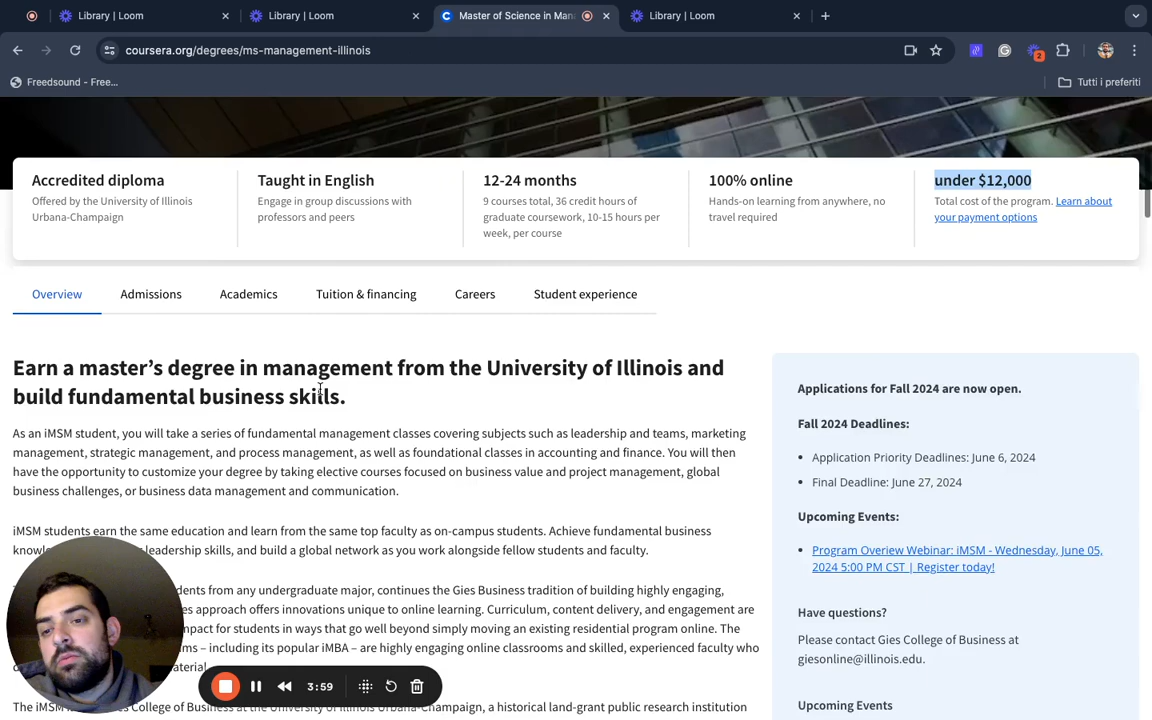 Library | Loom
Library | Loom
Master of Science in Man
Library | Loom
coursera.org/degrees/ms-management-illinois
2
Freedsound - Free...
Tutti i preferiti
Accredited diploma
Offered by the University of Illinois
Urbana-Champaign
Taught in English
Engage in group discussions with
professors and peers
12-24 months
9 courses total, 36 credit hours of
graduate coursework, 10-15 hours per
week, per course
100% online
Hands-on learning from anywhere, no
travel required
under $12,000
Total cost of the program. Learn about
your payment options
Overview
Admissions
Academics
Tuition & financing
Careers
Student experience
Earn a master’s degree in management from the University of Illinois and
build fundamental business skills.
As an iMSM student, you will take a series of fundamental management classes covering subjects such as leadership and teams, marketing
management, strategic management, and process management, as well as foundational classes in accounting and finance. You will then
have the opportunity to customize your degree by taking elective courses focused on business value and project management, global
business challenges, or business data management and communication.
iMSM students earn the same education and learn from the same top faculty as on-campus students. Achieve fundamental business
leadership skills, and build a global network as you work alongside fellow students and faculty.
dents from any undergraduate major, continues the Gies Business tradition of building highly engaging,
es approach offers innovations unique to online learning. Curriculum, content delivery, and engagement are
mpact for students in ways that go well beyond simply moving an existing residential program online. The
ms – including its popular iMBA – are highly engaging online classrooms and skilled, experienced faculty who
aterial
The iMSM
College of Business at the University of Illinois Urbana-Champaign, a historical land-grant public research institution
Applications for Fall 2024 are now open.
Fall 2024 Deadlines:
Application Priority Deadlines: June 6, 2024
Final Deadline: June 27, 2024
Upcoming Events:
Program Overiew Webinar: iMSM - Wednesday, June 05,
2024 5:00 PM CST | Register today!
Have questions?
Please contact Gies College of Business at
giesonline@illinois.edu.
Upcoming Events
3:59